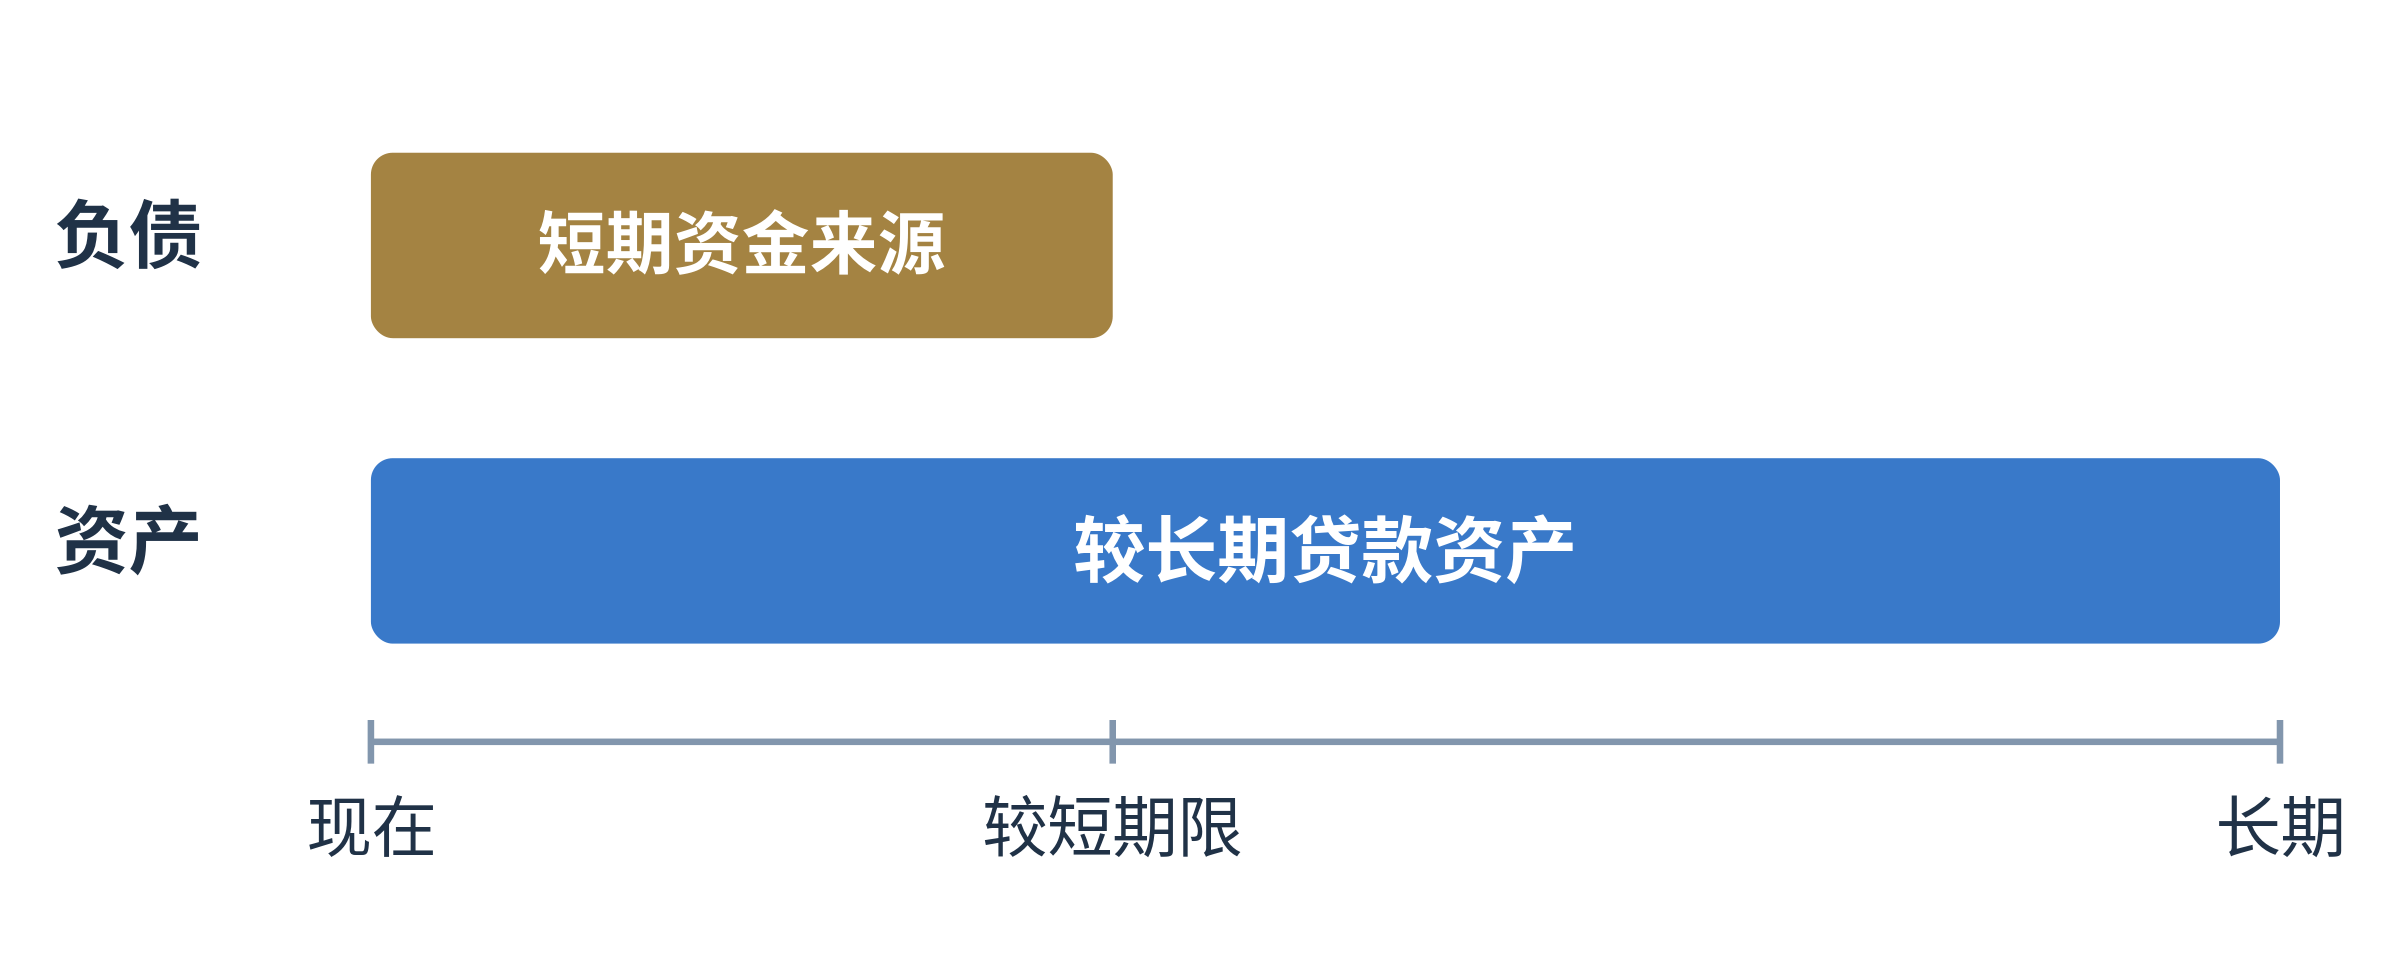 负债
短期资金来源
资产
较长期贷款资产
现在
较短期限
长期